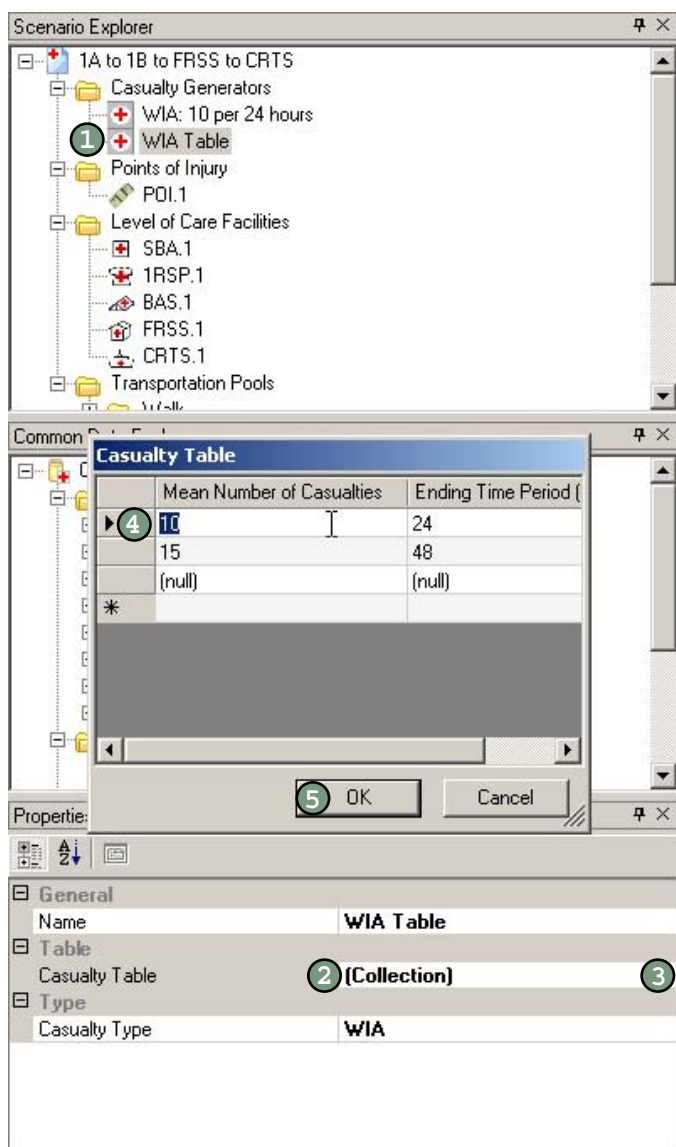 Scenario Explorer
1A to 1B to FRSS to CRTS
Casualty Generators
WIA: 10 per 24 hours
1 WIA Table
Points of Injury
POI.1
Level of Care Facilities
SBA.1
1RSP.1
BAS.1
FRSS.1
CRTS.1
Transportation Pools
Walk
Common
Casualty Table
Mean Number of Casualties Ending Time Period (
4 10 24
15 48
(null) (null)
5 OK Cancel
Properties
General
Name WIA Table
Table
Casualty Table 2 (Collection) 3
Type
Casualty Type WIA